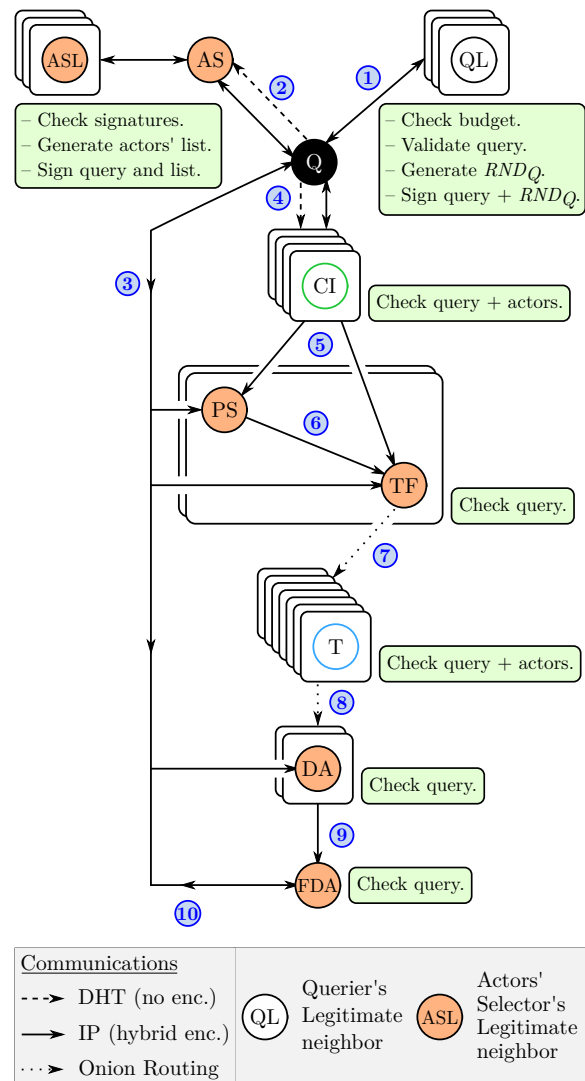 ASL
AS
QL
1
2
– Check signatures.
– Generate actors' list.
– Sign query and list.
– Check budget.
– Validate query.
– Generate RND_Q.
– Sign query + RND_Q.
Q
4
3
CI
Check query + actors.
5
PS
6
TF
Check query.
7
T
Check query + actors.
8
DA
Check query.
9
FDA
Check query.
10
Communications
DHT (no enc.)
IP (hybrid enc.)
Onion Routing
QL
Querier's
Legitimate
neighbor
ASL
Actors'
Selector's
Legitimate
neighbor